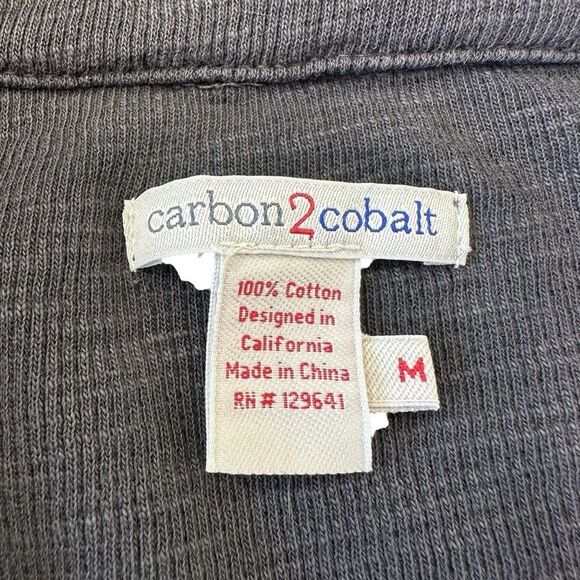 carbon2cobalt
100% Cotton
Designed in
California
Made in China
RN # 129641
M